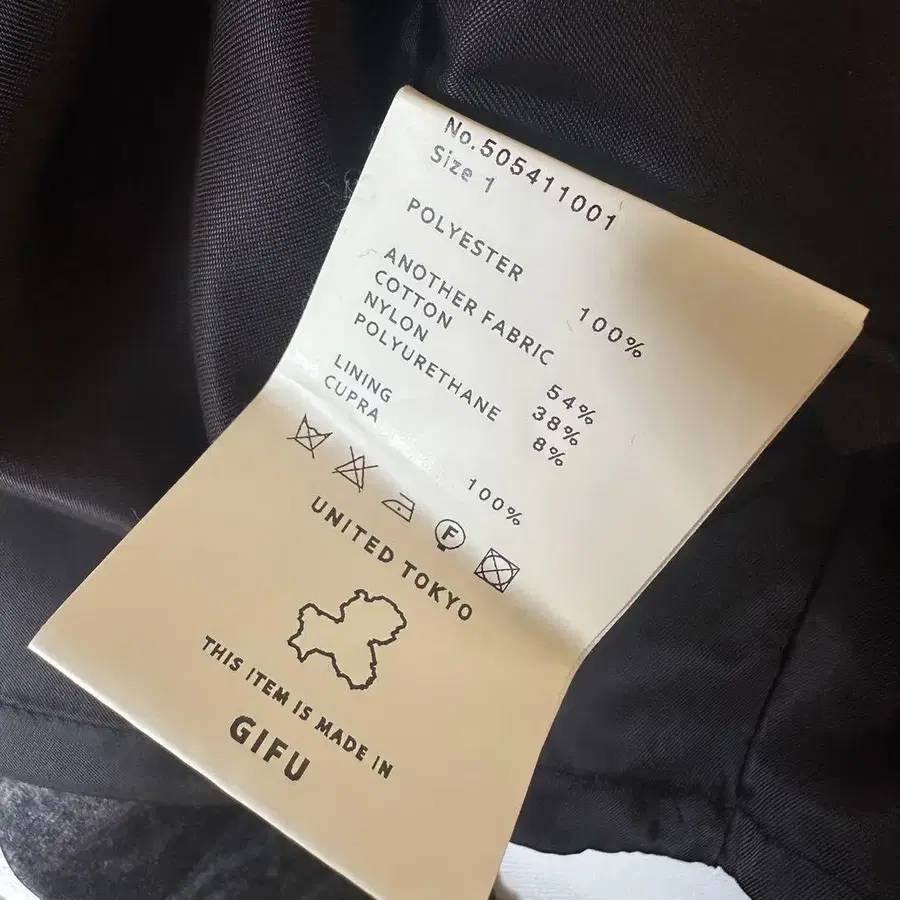 No.505411001
Size 1
POLYESTER 100%
ANOTHER FABRIC
COTTON 54%
NYLON 38%
POLYURETHANE 8%
LINING
CUPRA 100%
F
UNITED TOKYO
THIS ITEM IS MADE IN
GIFU